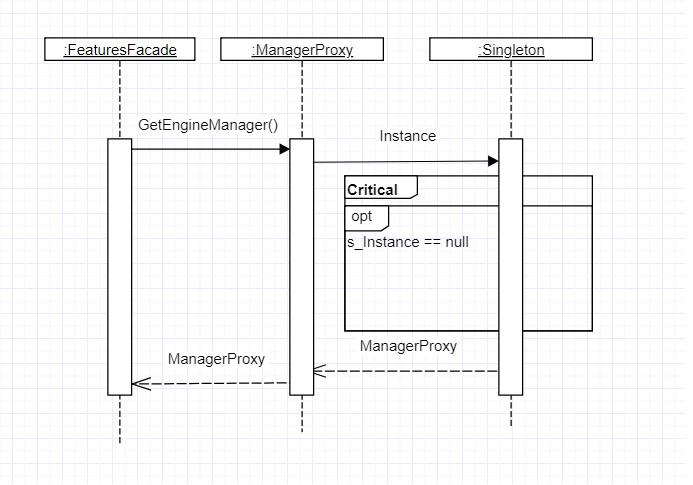 :FeaturesFacade
:ManagerProxy
:Singleton
GetEngineManager()
Instance
Critical
opt
s_Instance == null
ManagerProxy
ManagerProxy